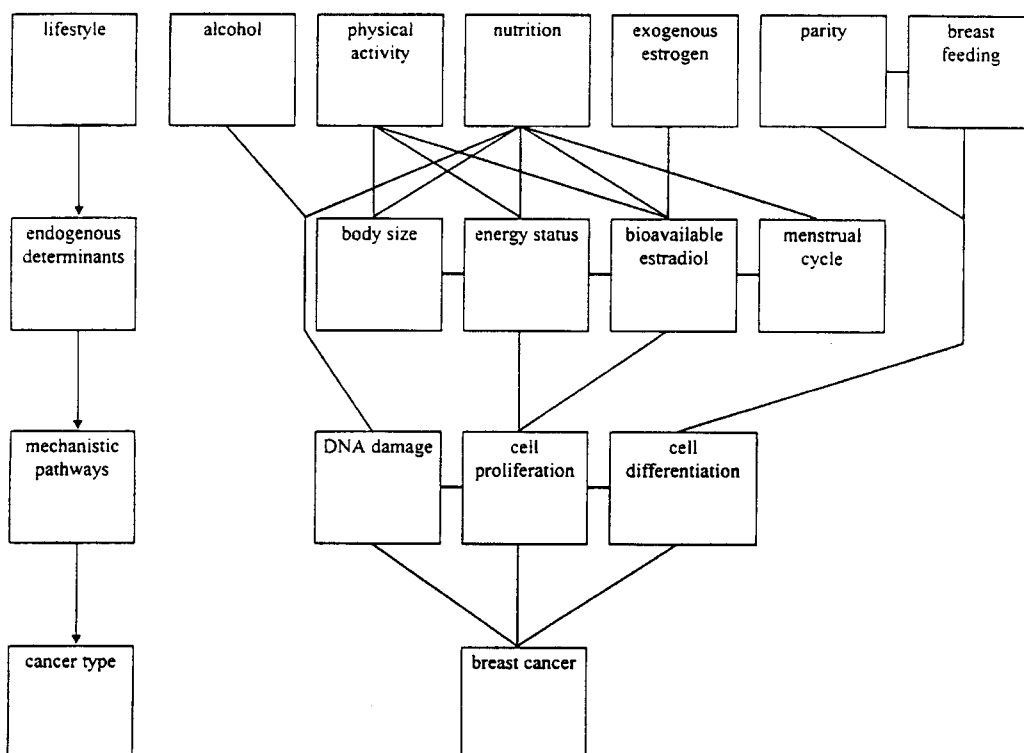 lifestyle
alcohol
physical
activity
nutrition
exogenous
estrogen
parity
breast
feeding
endogenous
determinants
body size
energy status
bioavailable
estradiol
menstrual
cycle
mechanistic
pathways
DNA damage
cell
proliferation
cell
differentiation
cancer type
breast cancer